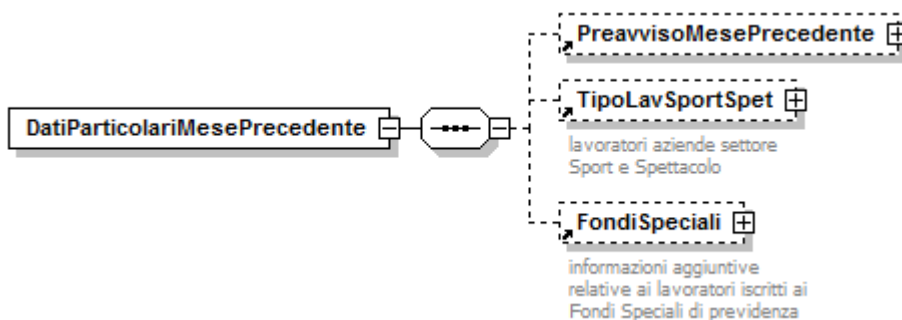 PreavvisoMesePrecedente
DatiParticolariMesePrecedente
TipoLavSportSpet
lavoratori aziende settore
Sport e Spettacolo
FondiSpeciali
informazioni aggiuntive
relative ai lavoratori iscritti ai
Fondi Speciali di previdenza